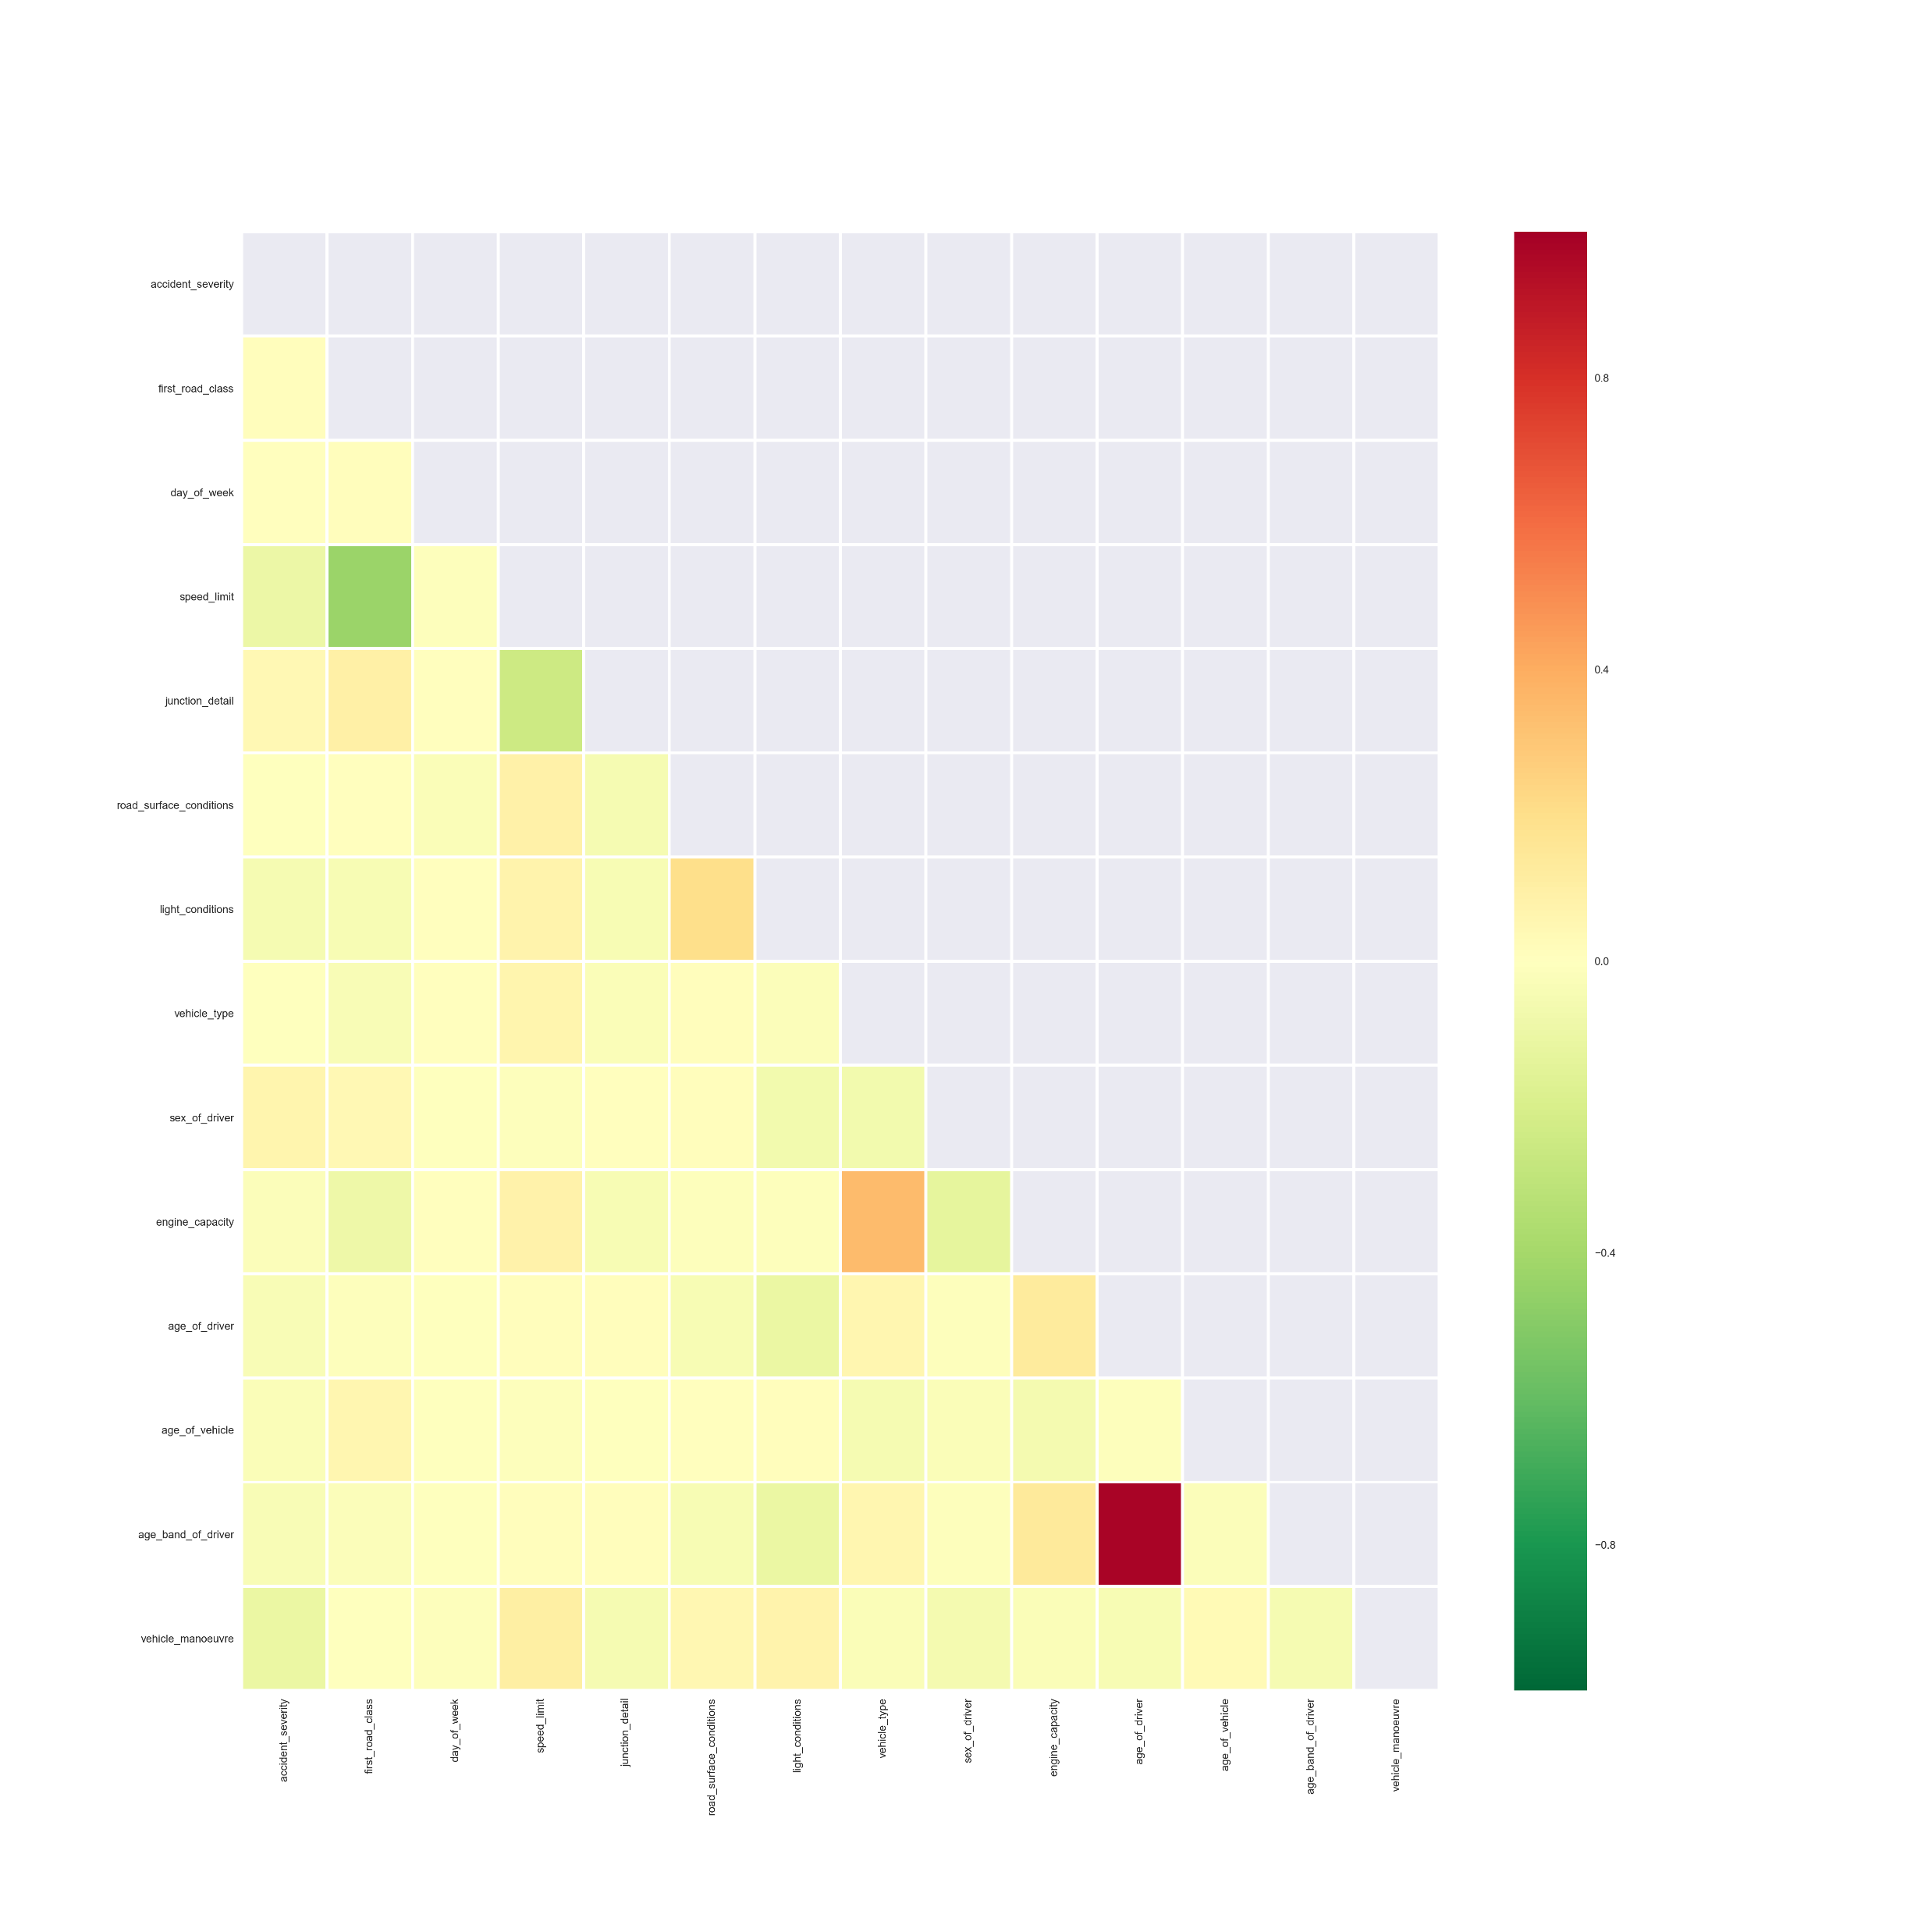 accident_severity
first_road_class
day_of_week
speed_limit
junction_detail
road_surface_conditions
light_conditions
vehicle_type
sex_of_driver
engine_capacity
age_of_driver
age_of_vehicle
age_band_of_driver
vehicle_manoeuvre
accident_severity
first_road_class
day_of_week
speed_limit
junction_detail
road_surface_conditions
light_conditions
vehicle_type
sex_of_driver
engine_capacity
age_of_driver
age_of_vehicle
age_band_of_driver
vehicle_manoeuvre
0.8
0.4
0.0
−0.4
−0.8